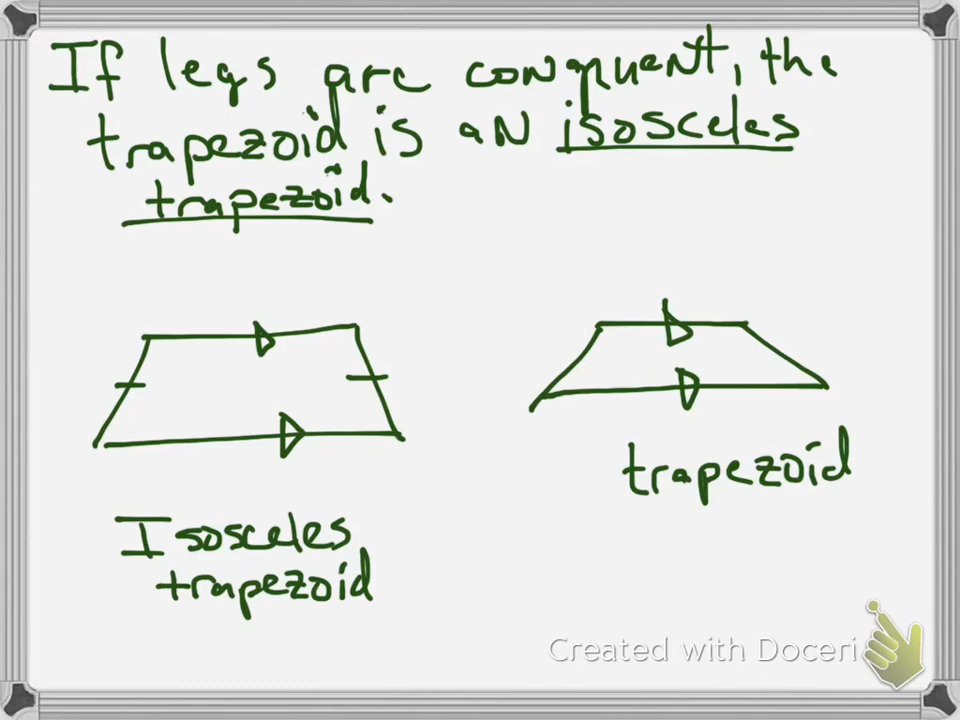 If legs are congruent, the
trapezoid is an isosceles
trapezoid.
trapezoid
Isosceles
trapezoid
Created with Doceri